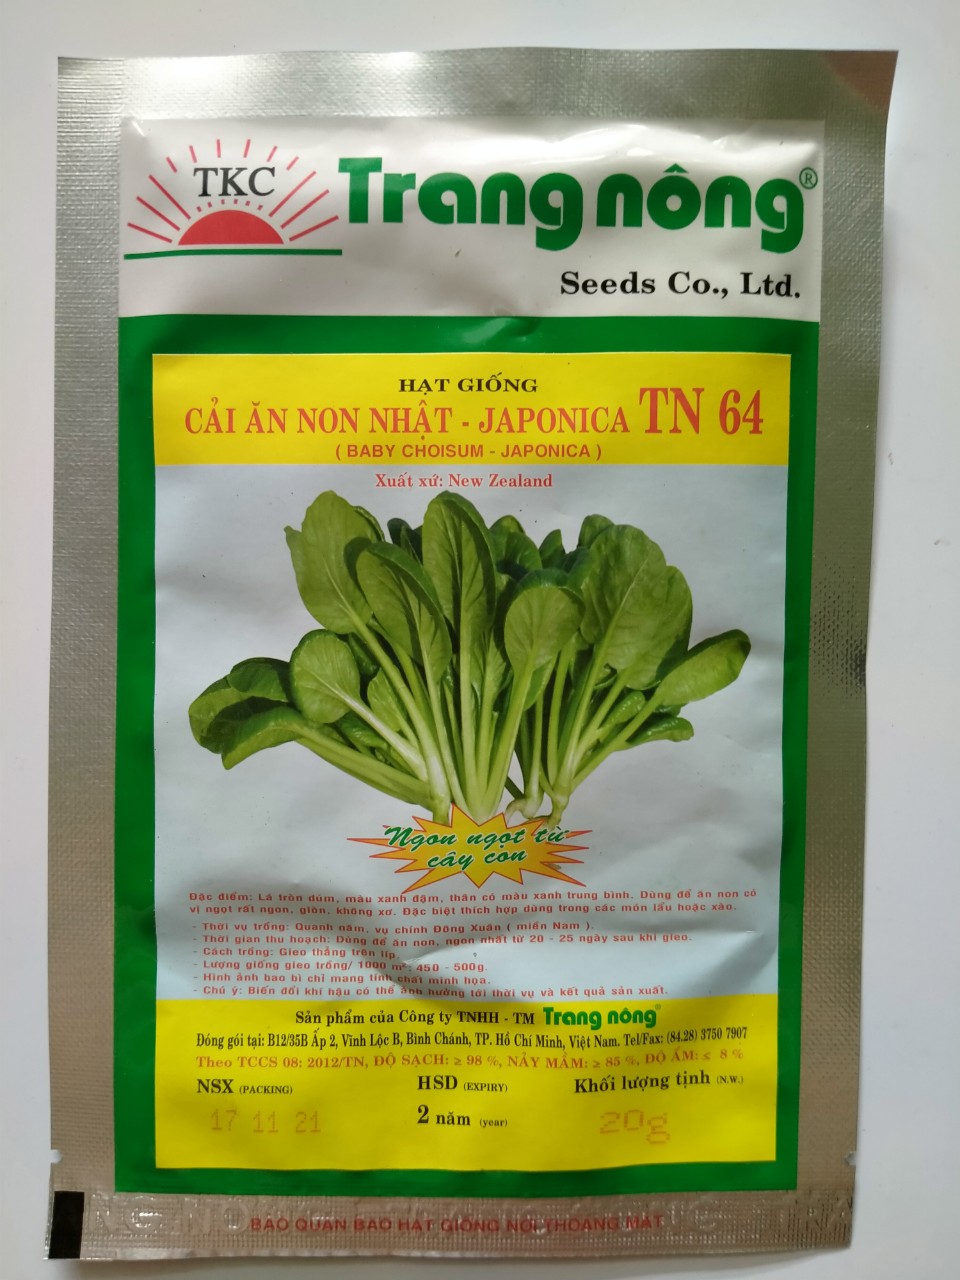 TKC Trang nông®
Seeds Co., Ltd.
HẠT GIỐNG
CẢI ĂN NON NHẬT - JAPONICA TN 64
( BABY CHOISUM - JAPONICA )
Xuất xứ: New Zealand
Ngon ngọt từ
cây con
Đặc điểm: Lá tròn dùm, màu xanh đậm, thân có màu xanh trung bình. Dùng để ăn non có
vị ngọt rất ngon, giòn, không xơ. Đặc biệt thích hợp dùng trong các món lẩu hoặc xào.
- Thời vụ trồng: Quanh năm, vụ chính Đông Xuân ( miền Nam ).
- Thời gian thu hoạch: Dùng để ăn non, ngon nhất từ 20 - 25 ngày sau khi gieo.
- Cách trồng: Gieo thẳng trên líp.
- Lượng giống gieo trồng/ 1000 m²: 450 - 500g.
- Hình ảnh bao bì chỉ mang tính chất minh họa.
- Chú ý: Biến đổi khí hậu có thể ảnh hưởng tới thời vụ và kết quả sản xuất.
Sản phẩm của Công ty TNHH - TM Trang nông®
Đóng gói tại: B12/35B Ấp 2, Vĩnh Lộc B, Bình Chánh, TP. Hồ Chí Minh, Việt Nam. Tel/Fax: (84.28) 3750 7907
Theo TCCS 08: 2012/TN, ĐỘ SẠCH: ≥ 98 %, NẢY MẦM: ≥ 85 %, ĐỘ ẨM: ≤ 8 %
NSX (PACKING) HSD (EXPIRY) Khối lượng tịnh (N.W.)
17 11 21 2 năm (year) 20g
BẢO QUẢN BAO HẠT GIỐNG NƠI THOÁNG MÁT